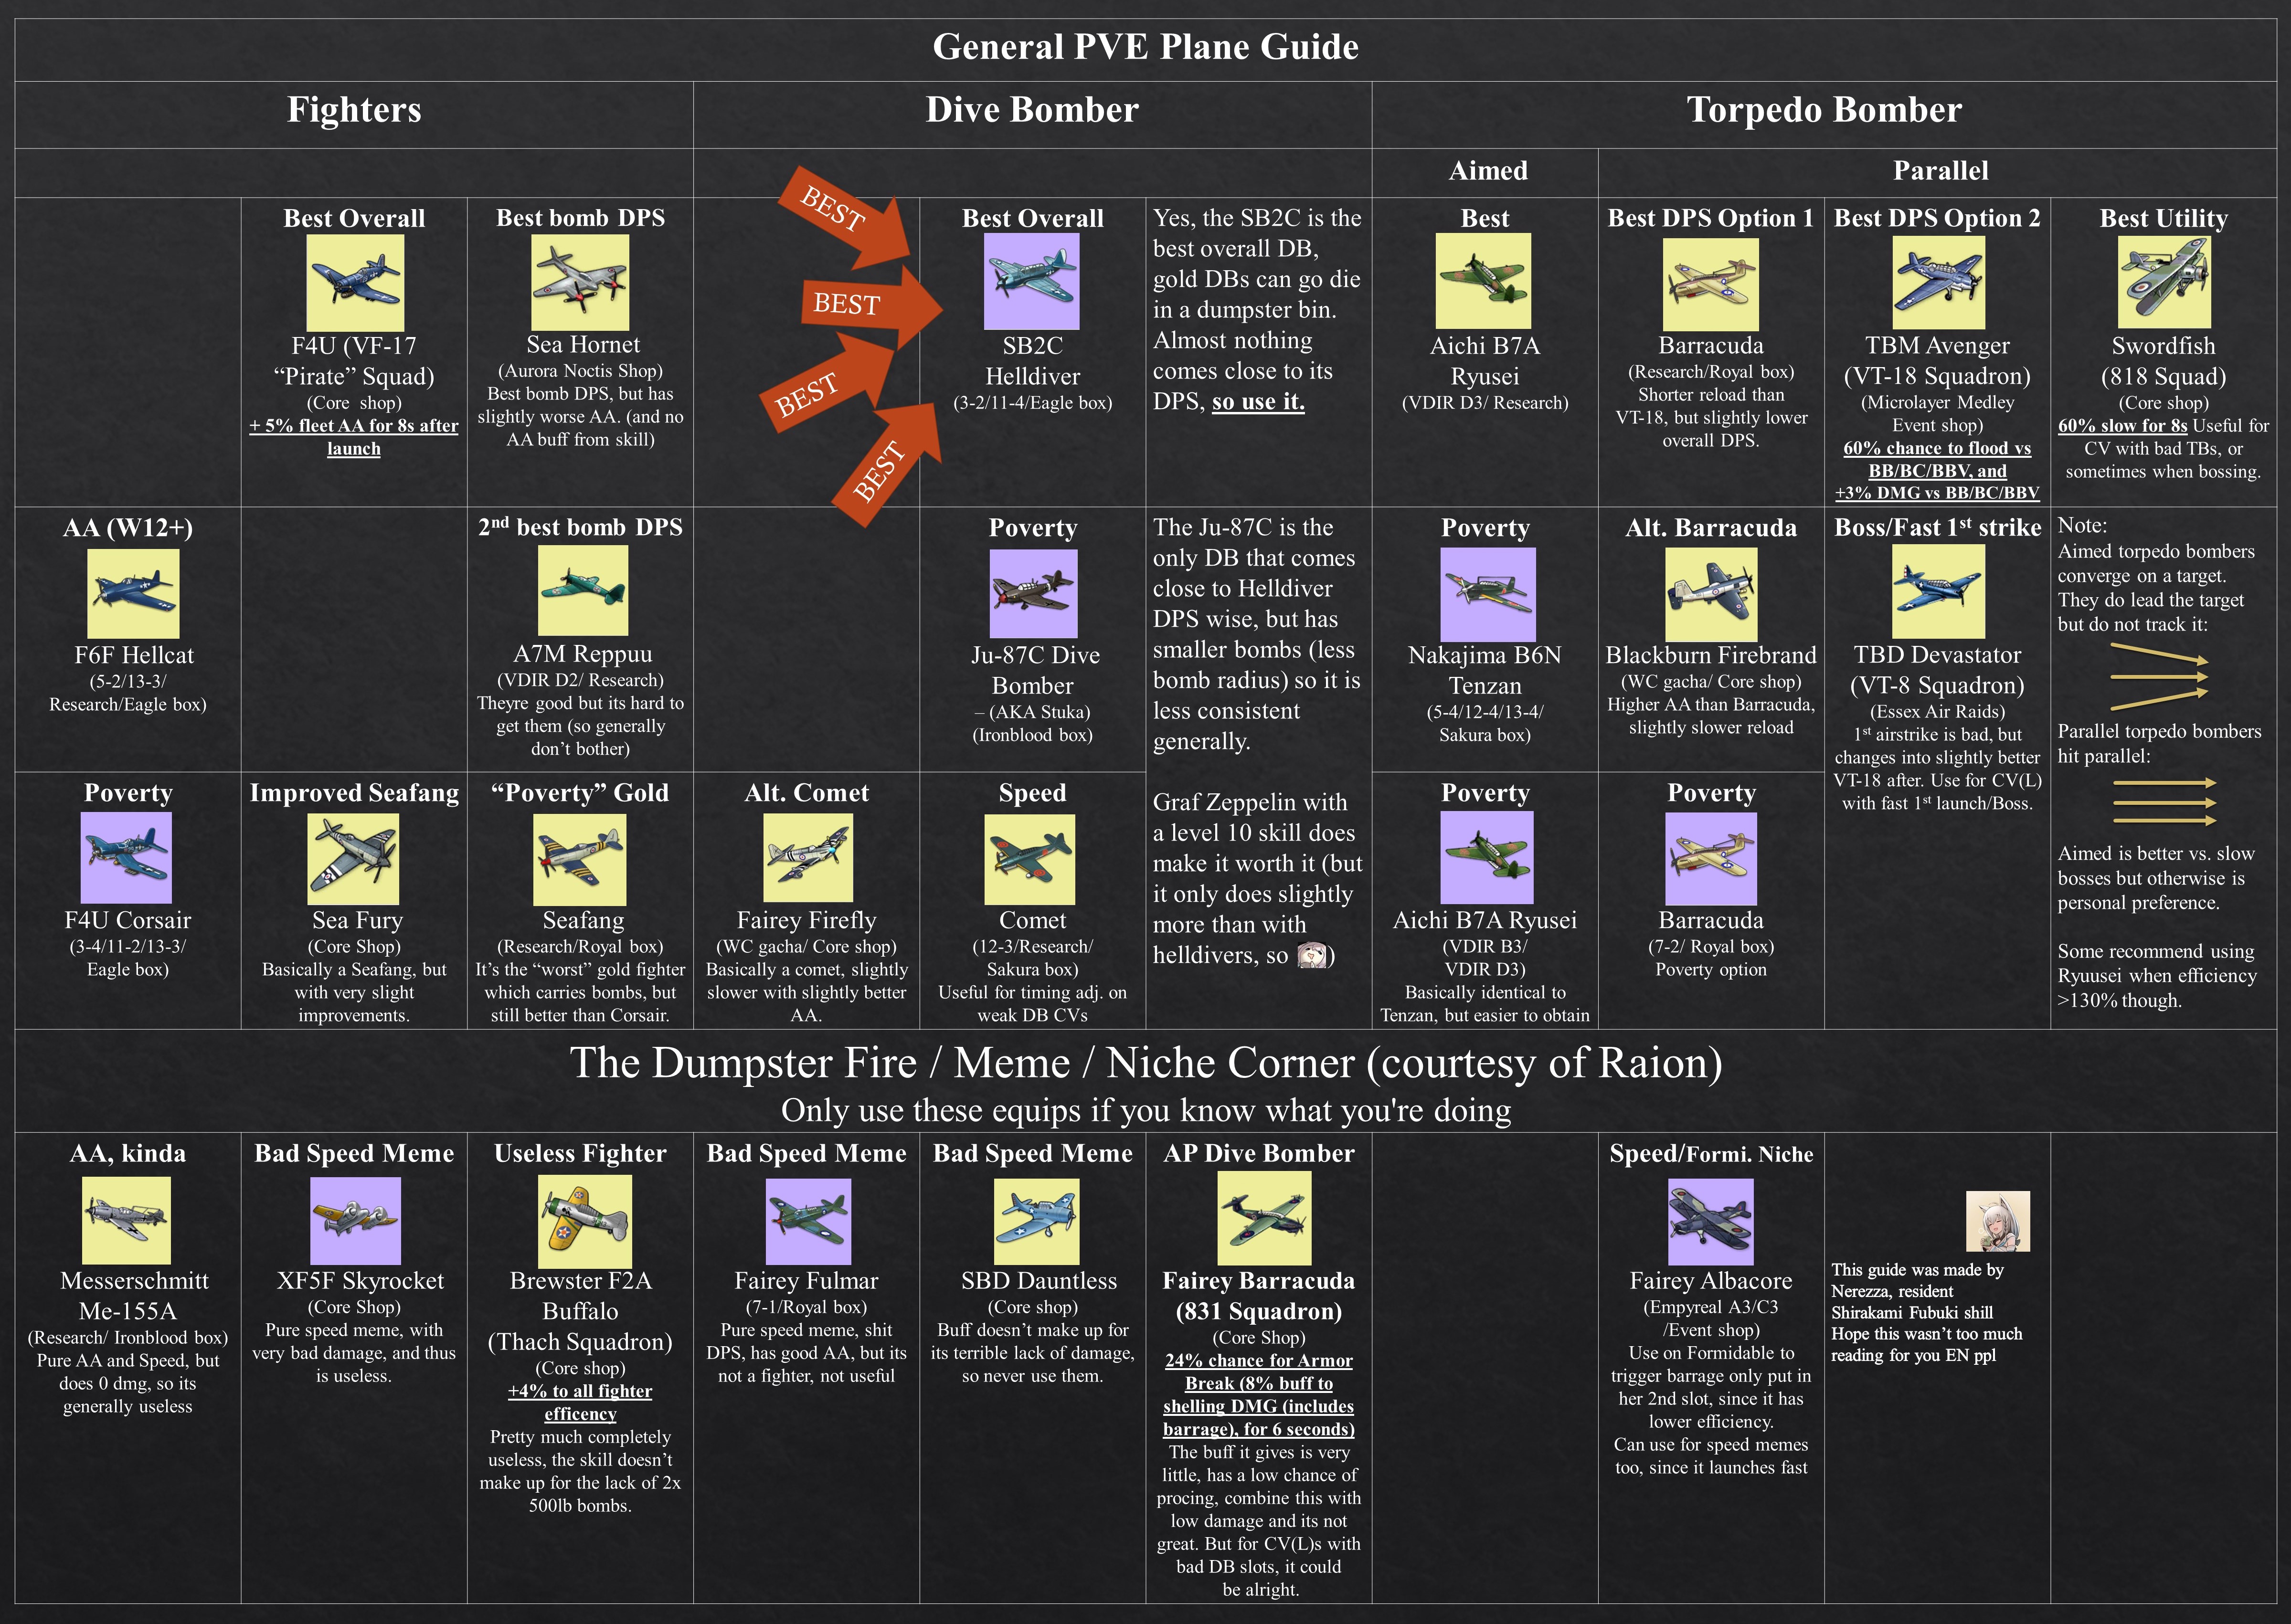 General PVE Plane Guide
Fighters
Dive Bomber
Torpedo Bomber
Aimed
Parallel
Best Overall
F4U (VF-17
“Pirate” Squad)
(Core shop)
+ 5% fleet AA for 8s after
launch
Best bomb DPS
Sea Hornet
(Aurora Noctis Shop)
Best bomb DPS, but has
slightly worse AA. (and no
AA buff from skill)
BEST
BEST
BEST
BEST
Best Overall
SB2C
Helldiver
(3-2/11-4/Eagle box)
Yes, the SB2C is the
best overall DB,
gold DBs can go die
in a dumpster bin.
Almost nothing
comes close to its
DPS, so use it.
Best
Aichi B7A
Ryusei
(VDIR D3/ Research)
Best DPS Option 1
Barracuda
(Research/Royal box)
Shorter reload than
VT-18, but slightly lower
overall DPS.
Best DPS Option 2
TBM Avenger
(VT-18 Squadron)
(Microlayer Medley
Event shop)
60% chance to flood vs
BB/BC/BBV, and
+3% DMG vs BB/BC/BBV
Best Utility
Swordfish
(818 Squad)
(Core shop)
60% slow for 8s Useful for
CV with bad TBs, or
sometimes when bossing.
AA (W12+)
F6F Hellcat
(5-2/13-3/
Research/Eagle box)
2nd best bomb DPS
A7M Reppuu
(VDIR D2/ Research)
Theyre good but its hard to
get them (so generally
don’t bother)
Poverty
Ju-87C Dive
Bomber
– (AKA Stuka)
(Ironblood box)
The Ju-87C is the
only DB that comes
close to Helldiver
DPS wise, but has
smaller bombs (less
bomb radius) so it is
less consistent
generally.
Graf Zeppelin with
a level 10 skill does
make it worth it (but
it only does slightly
more than with
helldivers, so )
Poverty
Nakajima B6N
Tenzan
(5-4/12-4/13-4/
Sakura box)
Alt. Barracuda
Blackburn Firebrand
(WC gacha/ Core shop)
Higher AA than Barracuda,
slightly slower reload
Boss/Fast 1st strike
TBD Devastator
(VT-8 Squadron)
(Essex Air Raids)
1st airstrike is bad, but
changes into slightly better
VT-18 after. Use for CV(L)
with fast 1st launch/Boss.
Note:
Aimed torpedo bombers
converge on a target.
They do lead the target
but do not track it:
Parallel torpedo bombers
hit parallel:
Aimed is better vs. slow
bosses but otherwise is
personal preference.
Some recommend using
Ryuusei when efficiency
>130% though.
Poverty
F4U Corsair
(3-4/11-2/13-3/
Eagle box)
Improved Seafang
Sea Fury
(Core Shop)
Basically a Seafang, but
with very slight
improvements.
“Poverty” Gold
Seafang
(Research/Royal box)
It’s the “worst” gold fighter
which carries bombs, but
still better than Corsair.
Alt. Comet
Fairey Firefly
(WC gacha/ Core shop)
Basically a comet, slightly
slower with slightly better
AA.
Speed
Comet
(12-3/Research/
Sakura box)
Useful for timing adj. on
weak DB CVs
Poverty
Aichi B7A Ryusei
(VDIR B3/
VDIR D3)
Basically identical to
Tenzan, but easier to obtain
Poverty
Barracuda
(7-2/ Royal box)
Poverty option
The Dumpster Fire / Meme / Niche Corner (courtesy of Raion)
Only use these equips if you know what you're doing
AA, kinda
Messerschmitt
Me-155A
(Research/ Ironblood box)
Pure AA and Speed, but
does 0 dmg, so its
generally useless
Bad Speed Meme
XF5F Skyrocket
(Core Shop)
Pure speed meme, with
very bad damage, and thus
is useless.
Useless Fighter
Brewster F2A
Buffalo
(Thach Squadron)
(Core shop)
+4% to all fighter
efficency
Pretty much completely
useless, the skill doesn’t
make up for the lack of 2x
500lb bombs.
Bad Speed Meme
Fairey Fulmar
(7-1/Royal box)
Pure speed meme, shit
DPS, has good AA, but its
not a fighter, not useful
Bad Speed Meme
SBD Dauntless
(Core shop)
Buff doesn’t make up for
its terrible lack of damage,
so never use them.
AP Dive Bomber
Fairey Barracuda
(831 Squadron)
(Core Shop)
24% chance for Armor
Break (8% buff to
shelling DMG (includes
barrage), for 6 seconds)
The buff it gives is very
little, has a low chance of
procing, combine this with
low damage and its not
great. But for CV(L)s with
bad DB slots, it could
be alright.
Speed/Formi. Niche
Fairey Albacore
(Empyreal A3/C3
/Event shop)
Use on Formidable to
trigger barrage only put in
her 2nd slot, since it has
lower efficiency.
Can use for speed memes
too, since it launches fast
This guide was made by
Nerezza, resident
Shirakami Fubuki shill
Hope this wasn’t too much
reading for you EN ppl